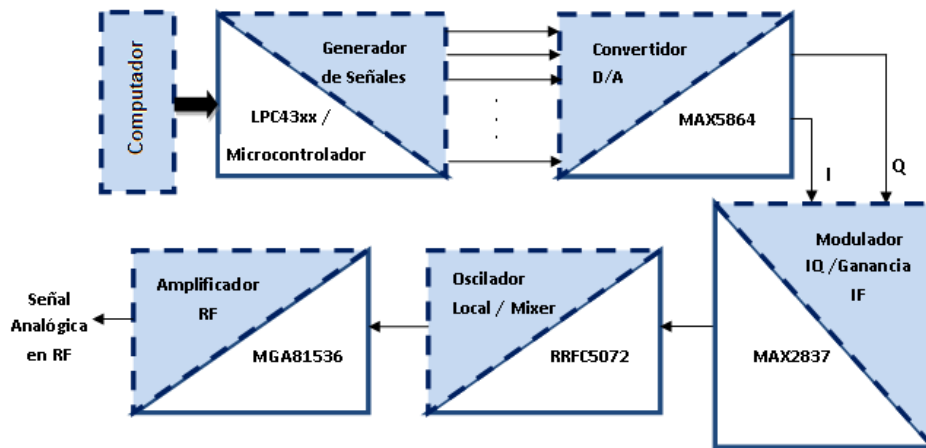 Computador
Generador
de Señales
LPC43xx /
Microcontrolador
Convertidor
D/A
MAX5864
I
Q
Modulador
IQ /Ganancia
IF
MAX2837
Oscilador
Local / Mixer
RRFC5072
Amplificador
RF
MGA81536
Señal
Analógica
en RF